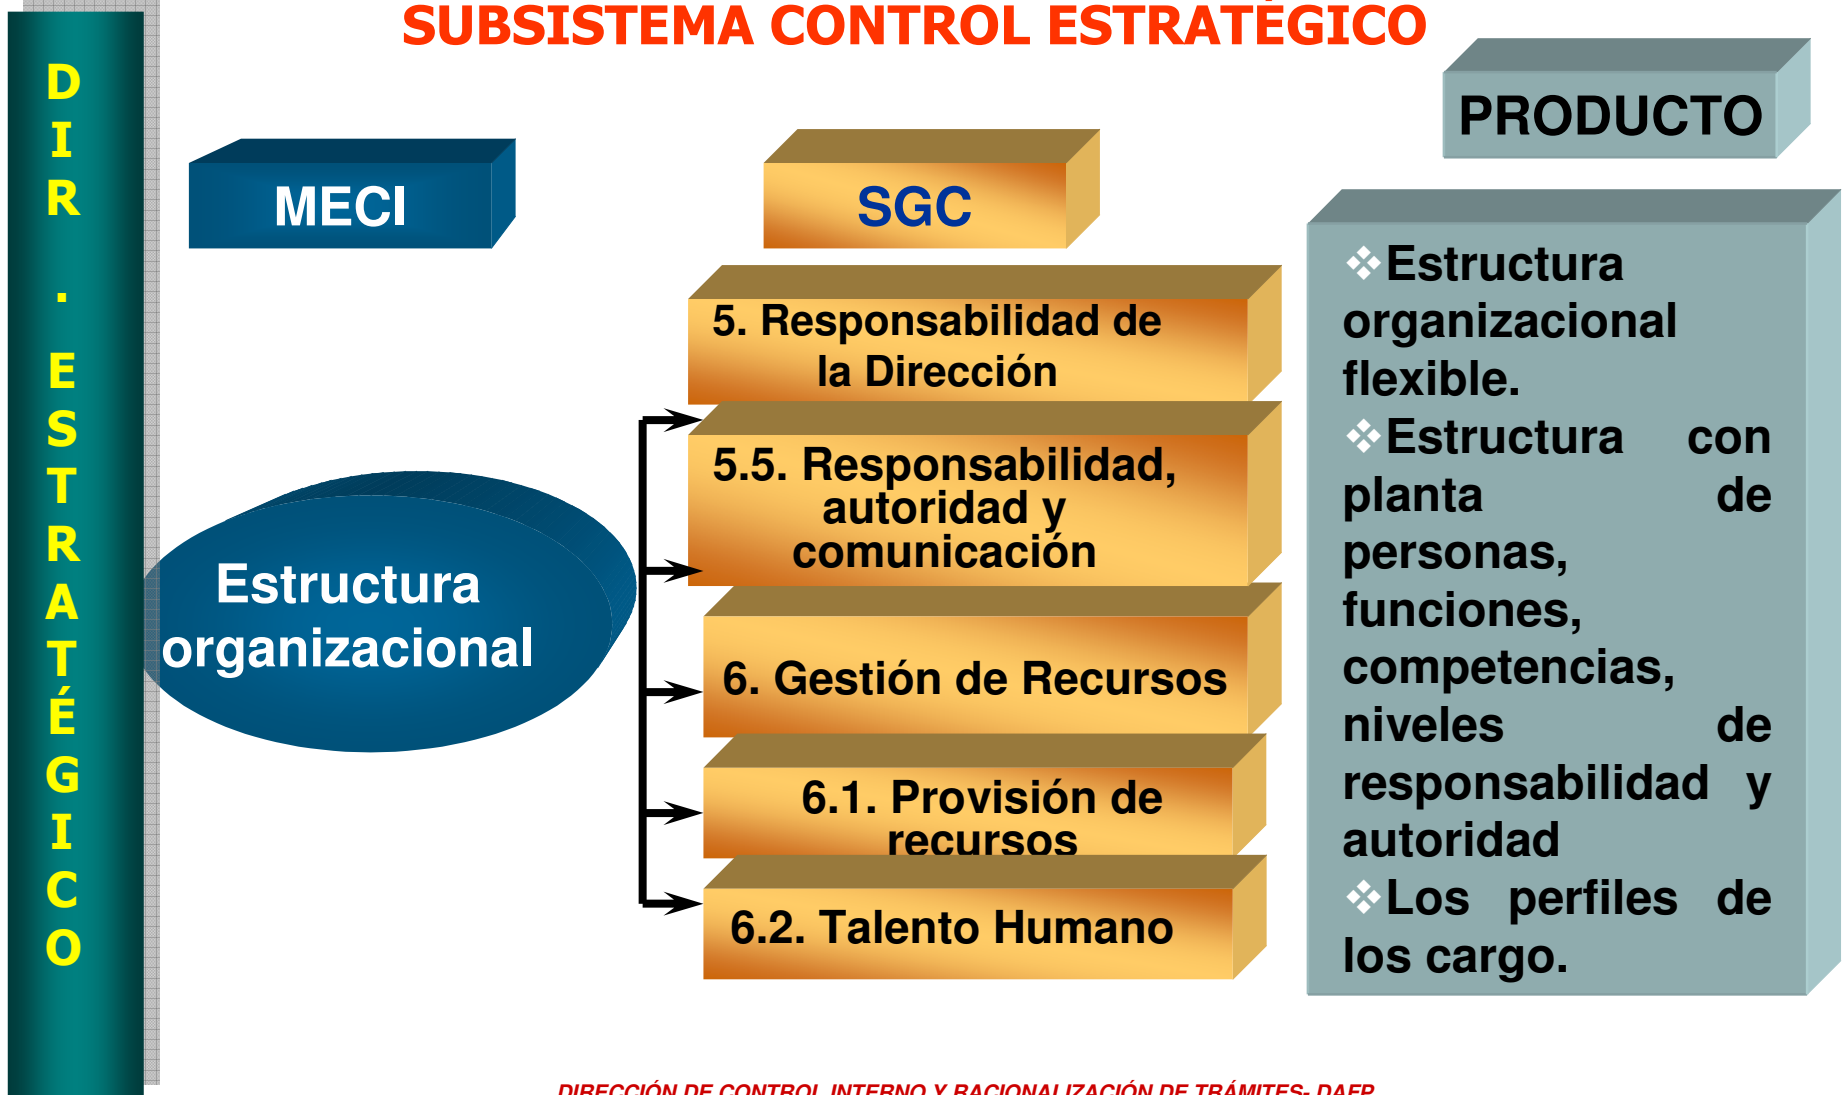 SUBSISTEMA CONTROL ESTRATÉGICO
DIR. ESTRATÉGICO
MECI
SGC
PRODUCTO
Estructura
organizacional
5. Responsabilidad de
la Dirección
5.5. Responsabilidad,
autoridad y
comunicación
6. Gestión de Recursos
6.1. Provisión de
recursos
6.2. Talento Humano
❖Estructura
organizacional
flexible.
❖Estructura con
planta de
personas,
funciones,
competencias,
niveles de
responsabilidad y
autoridad
❖Los perfiles de
los cargo.
DIRECCIÓN DE CONTROL INTERNO Y RACIONALIZACIÓN DE TRÁMITES- DAFP